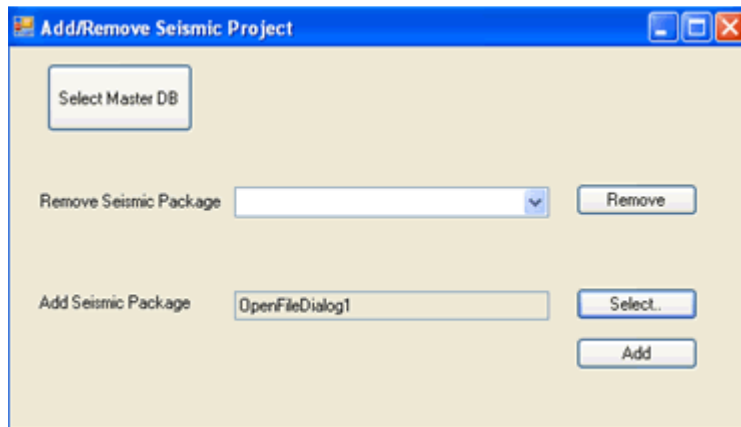 Add/Remove Seismic Project
Select Master DB
Remove Seismic Package
Remove
Add Seismic Package
OpenFileDialog1
Select..
Add